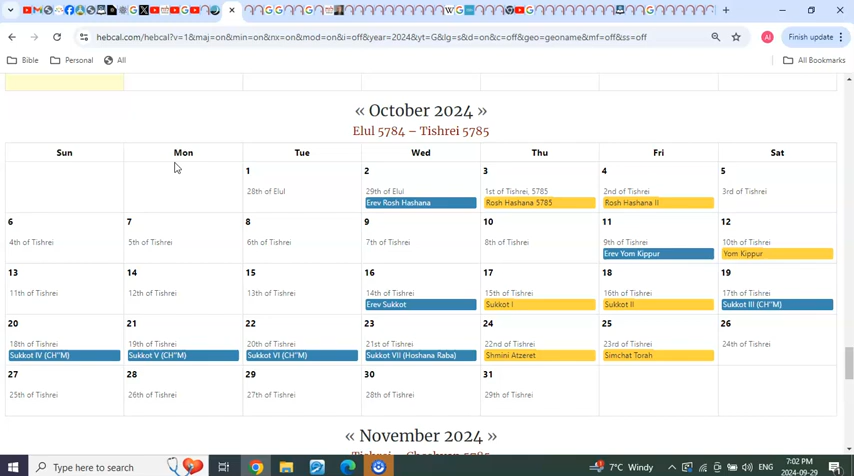 hebcal.com/hebcal?v=1&maj=on&min=on&nx=on&mod=on&i=off&year=2024&yt=G&lg=s&d=on&c=off&geo=geoname&mf=off&ss=off
AI
Finish update
Bible
Personal
All
All Bookmarks
« October 2024 »
Elul 5784 – Tishrei 5785
Sun Mon Tue Wed Thu Fri Sat
1 2 3 4 5
28th of Elul 29th of Elul 1st of Tishrei, 5785 2nd of Tishrei 3rd of Tishrei
Erev Rosh Hashana Rosh Hashana 5785 Rosh Hashana II
6 7 8 9 10 11 12
4th of Tishrei 5th of Tishrei 6th of Tishrei 7th of Tishrei 8th of Tishrei 9th of Tishrei 10th of Tishrei
Erev Yom Kippur Yom Kippur
13 14 15 16 17 18 19
11th of Tishrei 12th of Tishrei 13th of Tishrei 14th of Tishrei 15th of Tishrei 16th of Tishrei 17th of Tishrei
Erev Sukkot Sukkot I Sukkot II Sukkot III (CH''M)
20 21 22 23 24 25 26
18th of Tishrei 19th of Tishrei 20th of Tishrei 21st of Tishrei 22nd of Tishrei 23rd of Tishrei 24th of Tishrei
Sukkot IV (CH''M) Sukkot V (CH''M) Sukkot VI (CH''M) Sukkot VII (Hoshana Raba) Shmini Atzeret Simchat Torah
27 28 29 30 31
25th of Tishrei 26th of Tishrei 27th of Tishrei 28th of Tishrei 29th of Tishrei
« November 2024 »
Type here to search
7°C Windy
ENG
7:02 PM
2024-09-29